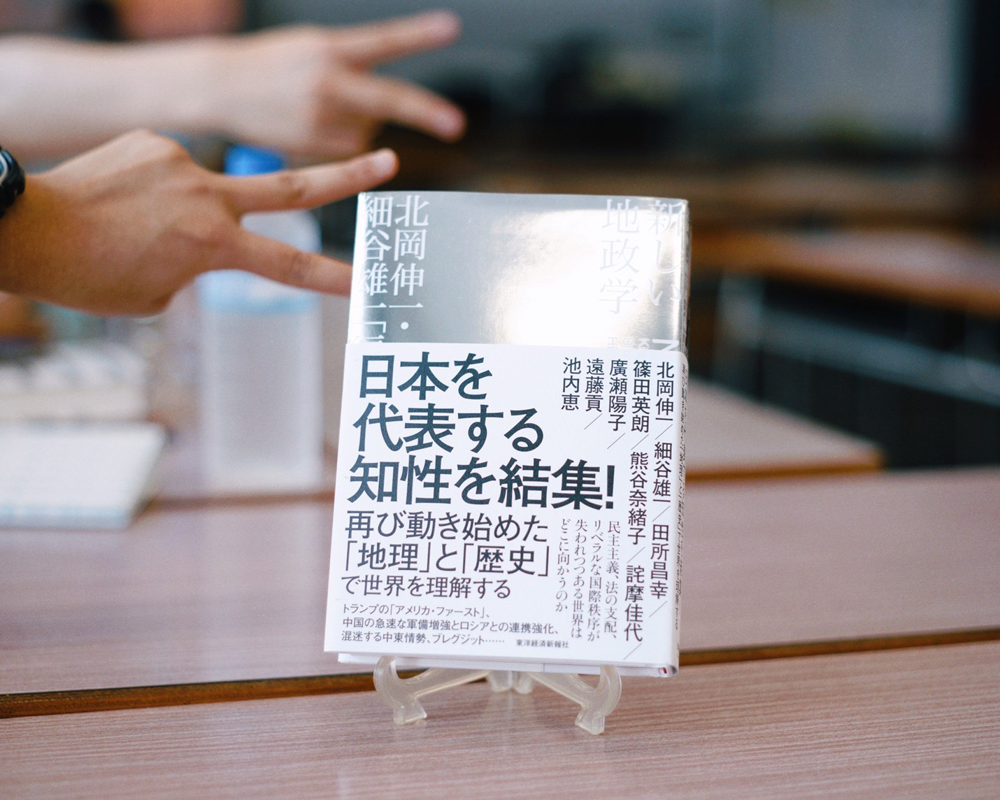 新しい
地政学
北岡伸一・
細谷雄一
北岡伸一／細谷雄一／田所昌幸／
篠田英朗／熊谷奈緒子／詫摩佳代／
廣瀬陽子／
遠藤貢／
池内恵
日本を
代表する
知性を結集!
再び動き始めた
「地理」と「歴史」
で世界を理解する
民主主義、法の支配、
リベラルな国際秩序が
失われつつある世界は
どこに向かうのか
トランプの「アメリカ・ファースト」、
中国の急速な軍備増強とロシアとの連携強化、
混迷する中東情勢、ブレグジット……
東洋経済新報社